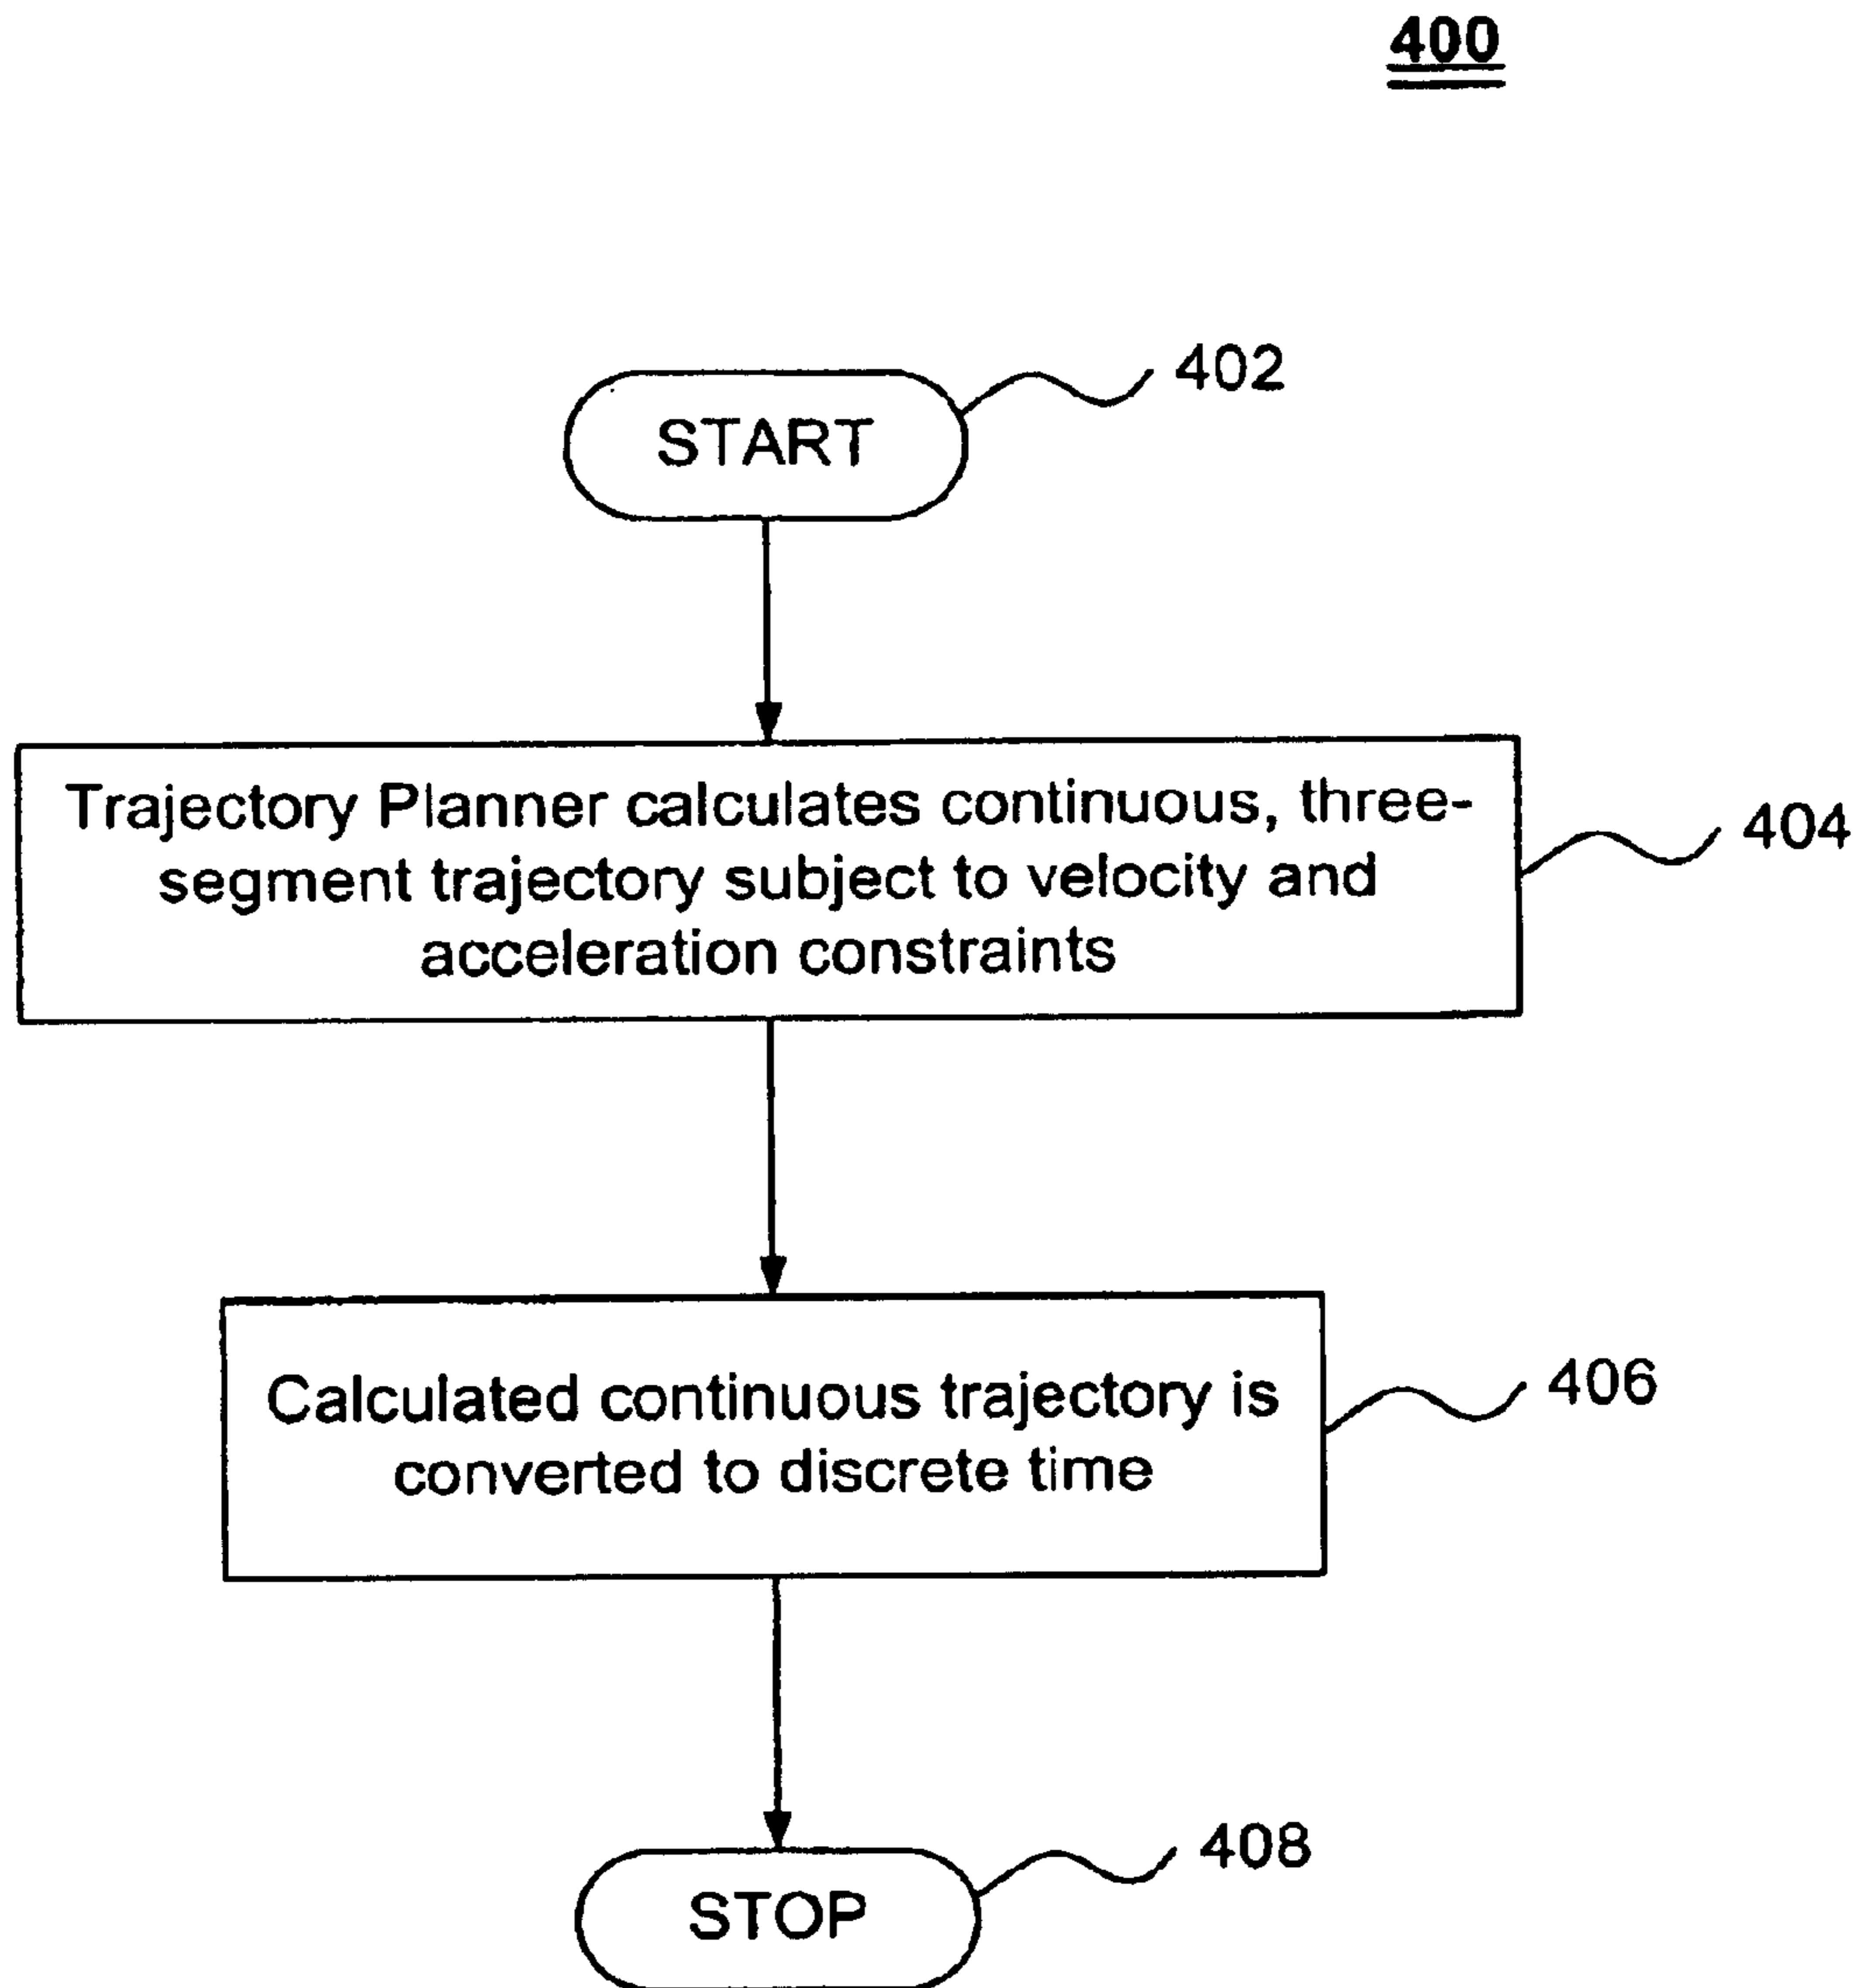 400
402
START
Trajectory Planner calculates continuous, three-
segment trajectory subject to velocity and
acceleration constraints
404
Calculated continuous trajectory is
converted to discrete time
406
408
STOP